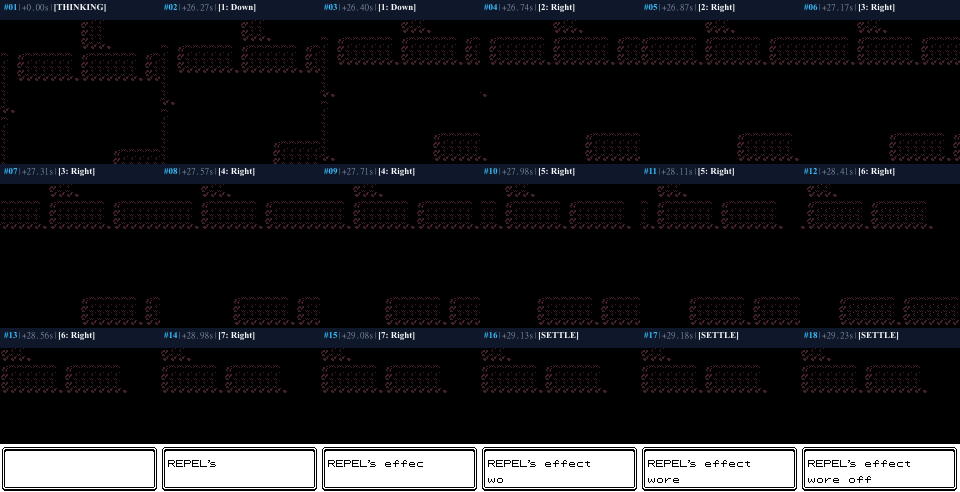 #01|+0.00s|[THINKING]
#02|+26.27s|[1: Down]
#03|+26.40s|[1: Down]
#04|+26.74s|[2: Right]
#05|+26.87s|[2: Right]
#06|+27.17s|[3: Right]
#07|+27.31s|[3: Right]
#08|+27.57s|[4: Right]
#09|+27.71s|[4: Right]
#10|+27.98s|[5: Right]
#11|+28.11s|[5: Right]
#12|+28.41s|[6: Right]
#13|+28.56s|[6: Right]
#14|+28.98s|[7: Right]
#15|+29.08s|[7: Right]
#16|+29.13s|[SETTLE]
#17|+29.18s|[SETTLE]
#18|+29.23s|[SETTLE]
REPEL's
REPEL's effec
REPEL's effect
wo
REPEL's effect
wore
REPEL's effect
wore off